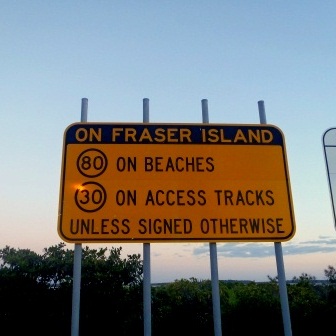 ON FRASER ISLAND
80 ON BEACHES
30 ON ACCESS TRACKS
UNLESS SIGNED OTHERWISE